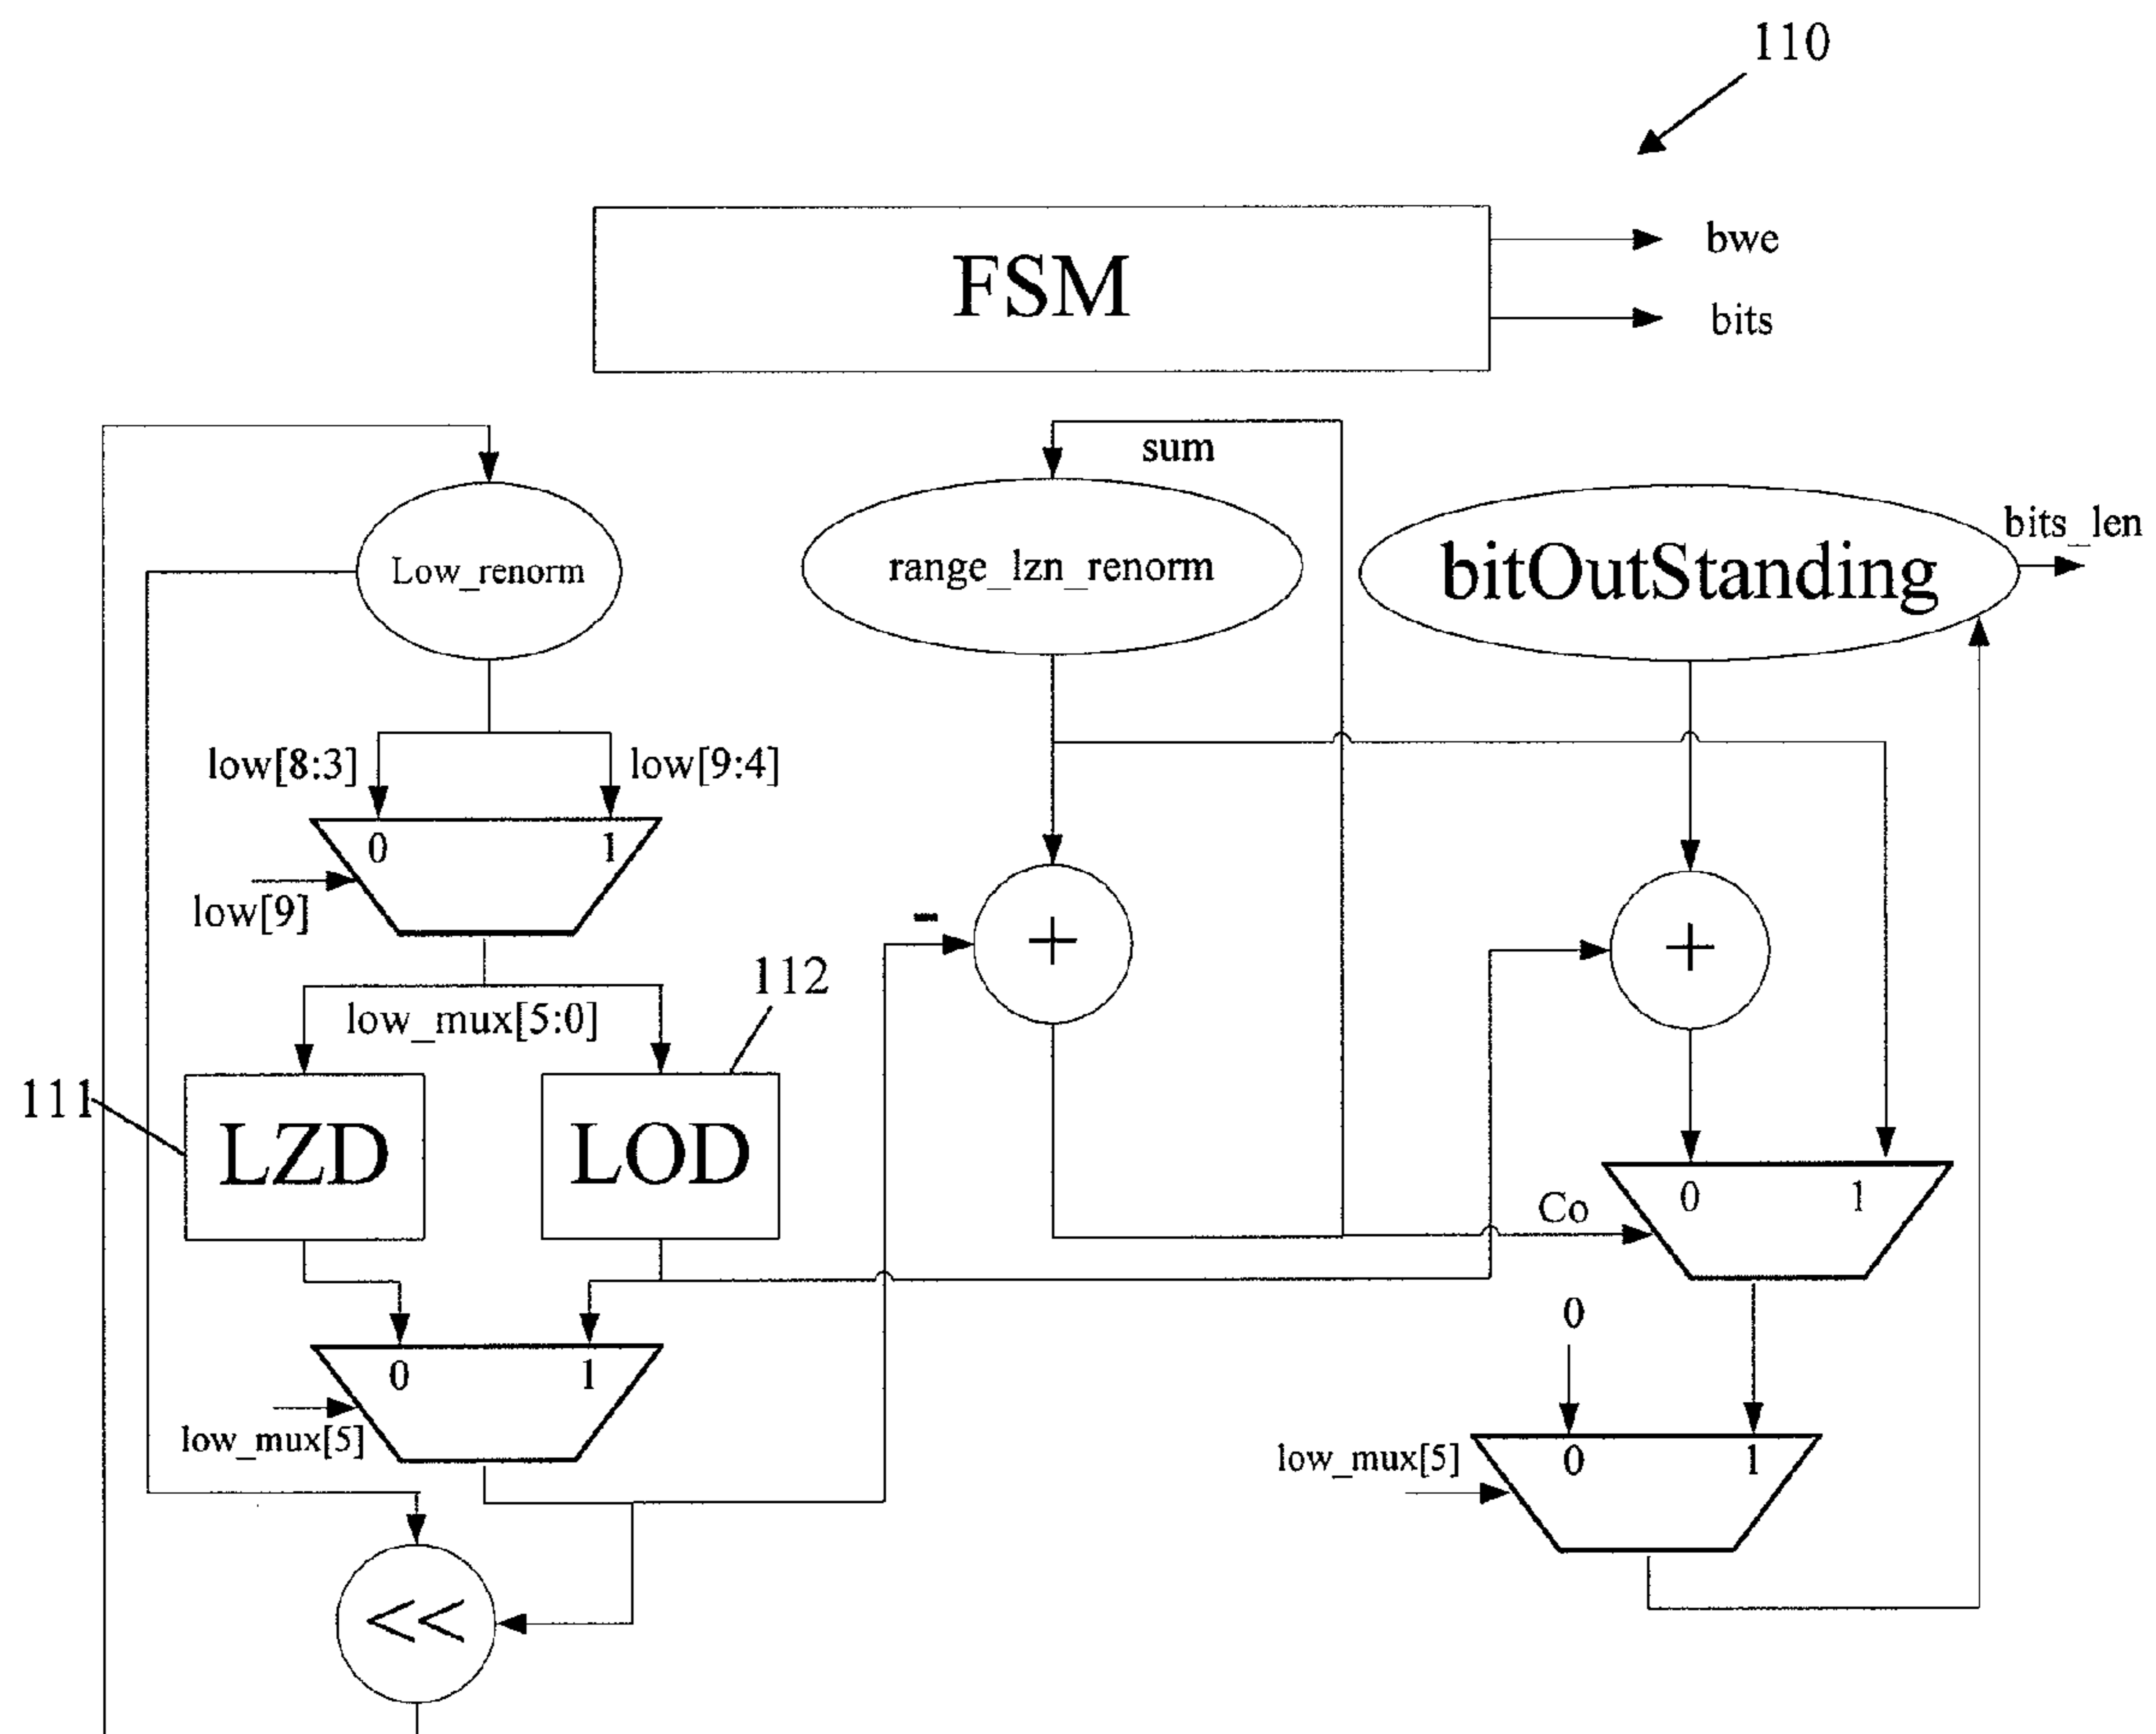 110
FSM
bwe
bits
sum
bits_len
Low_renorm
range_lzn_renorm
bitOutStanding
low[8:3]
low[9:4]
0
1
low[9]
-
+
+
112
low_mux[5:0]
111
LZD
LOD
0
1
Co
0
0
1
low_mux[5]
0
1
low_mux[5]
<<